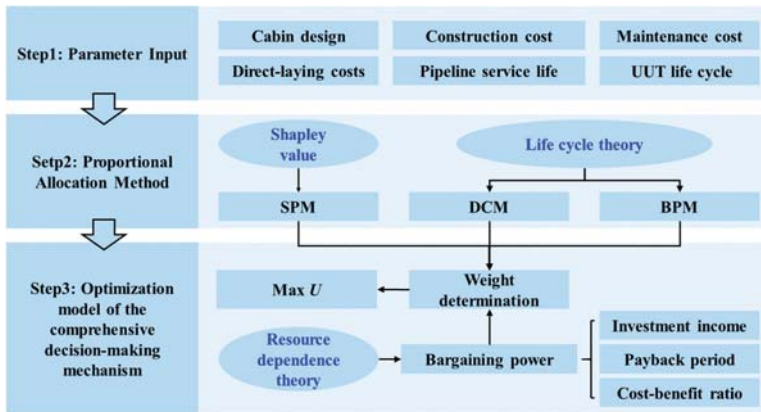 Step1: Parameter Input
Cabin design
Construction cost
Maintenance cost
Direct-laying costs
Pipeline service life
UUT life cycle
Setp2: Proportional
Allocation Method
Shapley
value
Life cycle theory
SPM
DCM
BPM
Step3: Optimization
model of the
comprehensive
decision-making
mechanism
Max U
Weight
determination
Resource
dependence
theory
Bargaining power
Investment income
Payback period
Cost-benefit ratio